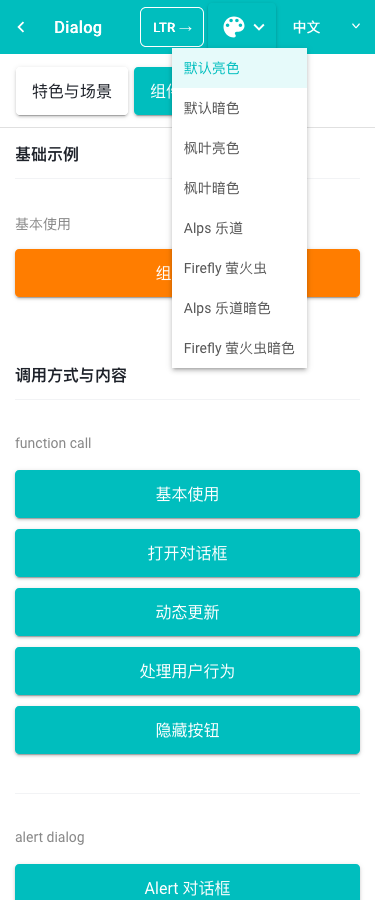 Dialog
LTR →
中文
默认亮色
默认暗色
枫叶亮色
枫叶暗色
Alps 乐道
Firefly 萤火虫
Alps 乐道暗色
Firefly 萤火虫暗色
特色与场景
组件
基础示例
基本使用
组
调用方式与内容
function call
基本使用
打开对话框
动态更新
处理用户行为
隐藏按钮
alert dialog
Alert 对话框